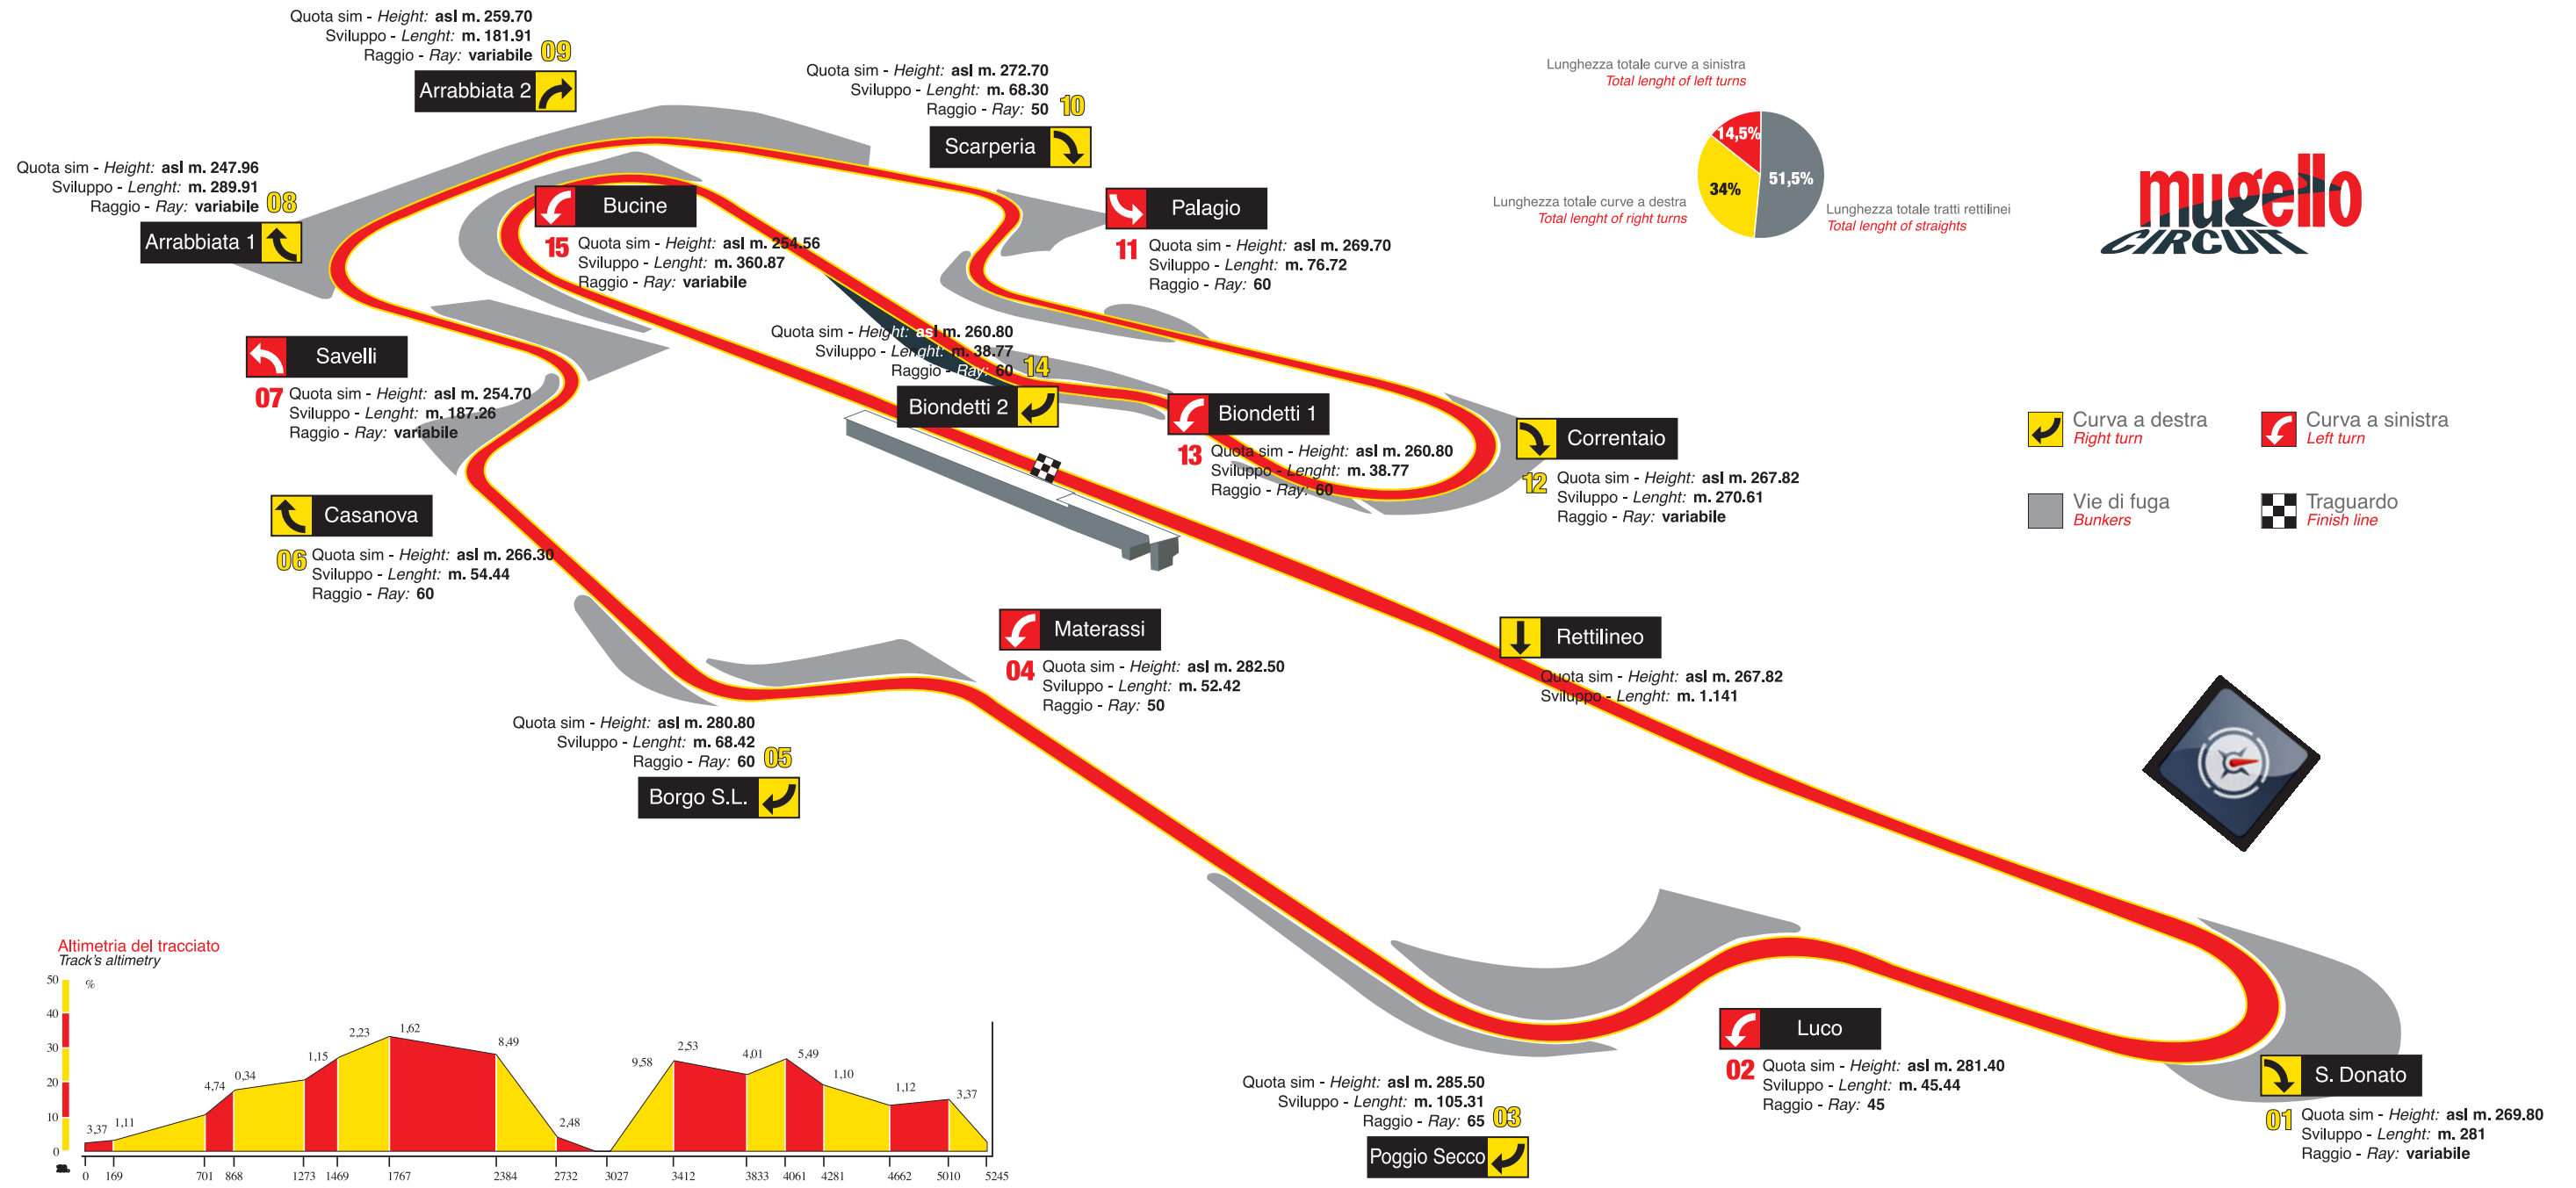 Quota sim - Height: asl m. 259.70
Sviluppo - Lenght: m. 181.91
Raggio - Ray: variabile 09
Arrabbiata 2
Quota sim - Height: asl m. 272.70
Sviluppo - Lenght: m. 68.30
Raggio - Ray: 50 10
Scarperia
Lunghezza totale curve a sinistra
Total lenght of left turns
14,5%
34%
51,5%
Lunghezza totale curve a destra
Total lenght of right turns
Lunghezza totale tratti rettilinei
Total lenght of straights
mugello
CIRCUIT
Quota sim - Height: asl m. 247.96
Sviluppo - Lenght: m. 289.91
Raggio - Ray: variabile 08
Arrabbiata 1
Bucine
15 Quota sim - Height: asl m. 254.56
Sviluppo - Lenght: m. 360.87
Raggio - Ray: variabile
Palagio
11 Quota sim - Height: asl m. 269.70
Sviluppo - Lenght: m. 76.72
Raggio - Ray: 60
Savelli
07 Quota sim - Height: asl m. 254.70
Sviluppo - Lenght: m. 187.26
Raggio - Ray: variabile
Quota sim - Height: asl m. 260.80
Sviluppo - Lenght: m. 38.77
Raggio - Ray: 60 14
Biondetti 2
Biondetti 1
13 Quota sim - Height: asl m. 260.80
Sviluppo - Lenght: m. 38.77
Raggio - Ray: 60
Correntaio
12 Quota sim - Height: asl m. 267.82
Sviluppo - Lenght: m. 270.61
Raggio - Ray: variabile
Curva a destra
Right turn
Curva a sinistra
Left turn
Vie di fuga
Bunkers
Traguardo
Finish line
Casanova
06 Quota sim - Height: asl m. 266.30
Sviluppo - Lenght: m. 54.44
Raggio - Ray: 60
Materassi
04 Quota sim - Height: asl m. 282.50
Sviluppo - Lenght: m. 52.42
Raggio - Ray: 50
Rettilineo
Quota sim - Height: asl m. 267.82
Sviluppo - Lenght: m. 1.141
Quota sim - Height: asl m. 280.80
Sviluppo - Lenght: m. 68.42
Raggio - Ray: 60 05
Borgo S.L.
Luco
02 Quota sim - Height: asl m. 281.40
Sviluppo - Lenght: m. 45.44
Raggio - Ray: 45
S. Donato
01 Quota sim - Height: asl m. 269.80
Sviluppo - Lenght: m. 281
Raggio - Ray: variabile
Quota sim - Height: asl m. 285.50
Sviluppo - Lenght: m. 105.31
Raggio - Ray: 65 03
Poggio Secco
Altimetria del tracciato
Track's altimetry
50
%
40
30
20
10
0
3,37 1,11 4,74 0,34 1,15 2,23 1,62 8,49 2,48 9,58 2,53 4,01 5,49 1,10 1,12 3,37
0 169 701 868 1273 1469 1767 2384 2732 3027 3412 3833 4061 4281 4662 5010 5245